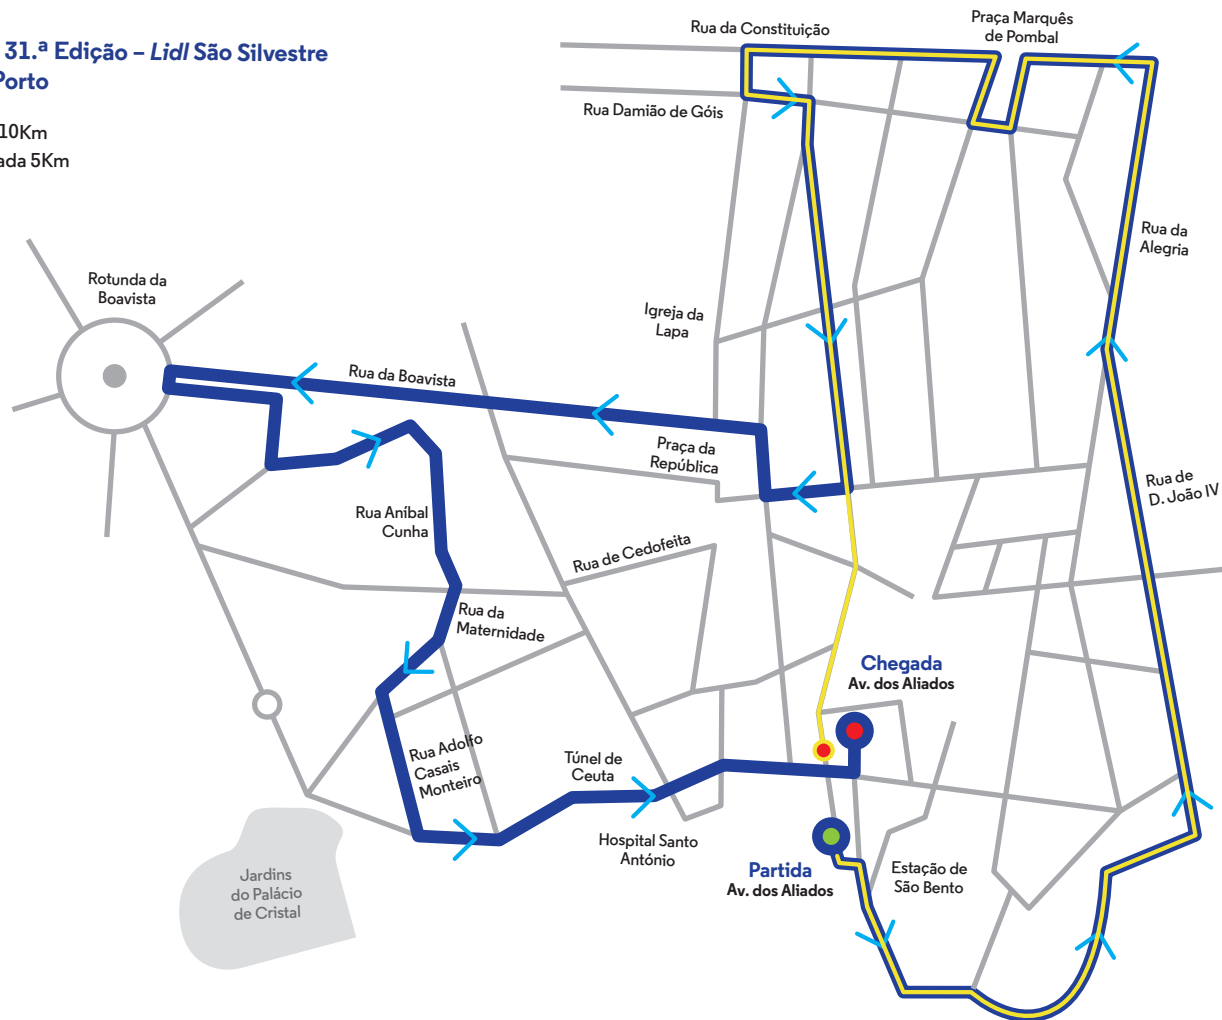 31.ª Edição – Lidl São Silvestre
Porto
10Km
5Km
Rua da Constituição
Praça Marquês
de Pombal
Rua Damião de Góis
Rua da
Alegria
Rotunda da
Boavista
Igreja da
Lapa
Rua da Boavista
Praça da
República
Rua de
D. João IV
Rua Aníbal
Cunha
Rua de Cedofeita
Rua da
Maternidade
Chegada
Av. dos Aliados
Rua Adolfo
Casais
Monteiro
Túnel de
Ceuta
Hospital Santo
António
Partida
Av. dos Aliados
Estação de
São Bento
Jardins
do Palácio
de Cristal